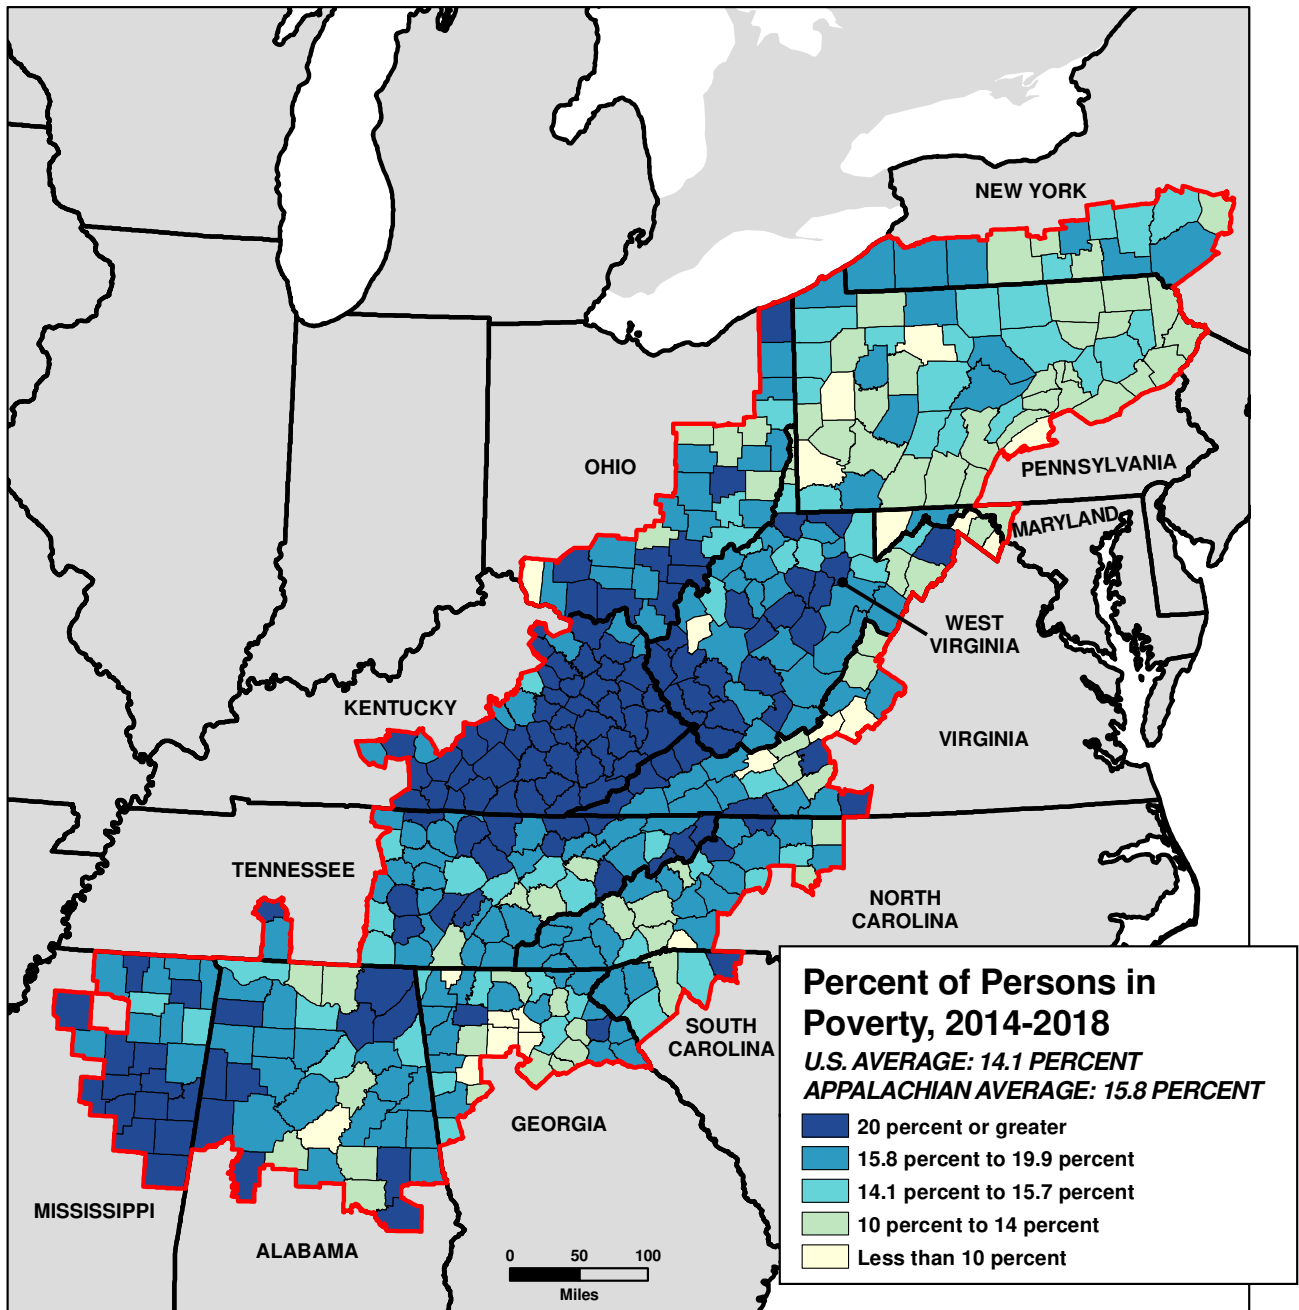 NEW YORK
OHIO
PENNSYLVANIA
MARYLAND
WEST
VIRGINIA
KENTUCKY
VIRGINIA
TENNESSEE
NORTH
CAROLINA
SOUTH
CAROLINA
GEORGIA
MISSISSIPPI
ALABAMA
0 50 100
Miles
Percent of Persons in
Poverty, 2014-2018
U.S. AVERAGE: 14.1 PERCENT
APPALACHIAN AVERAGE: 15.8 PERCENT
20 percent or greater
15.8 percent to 19.9 percent
14.1 percent to 15.7 percent
10 percent to 14 percent
Less than 10 percent